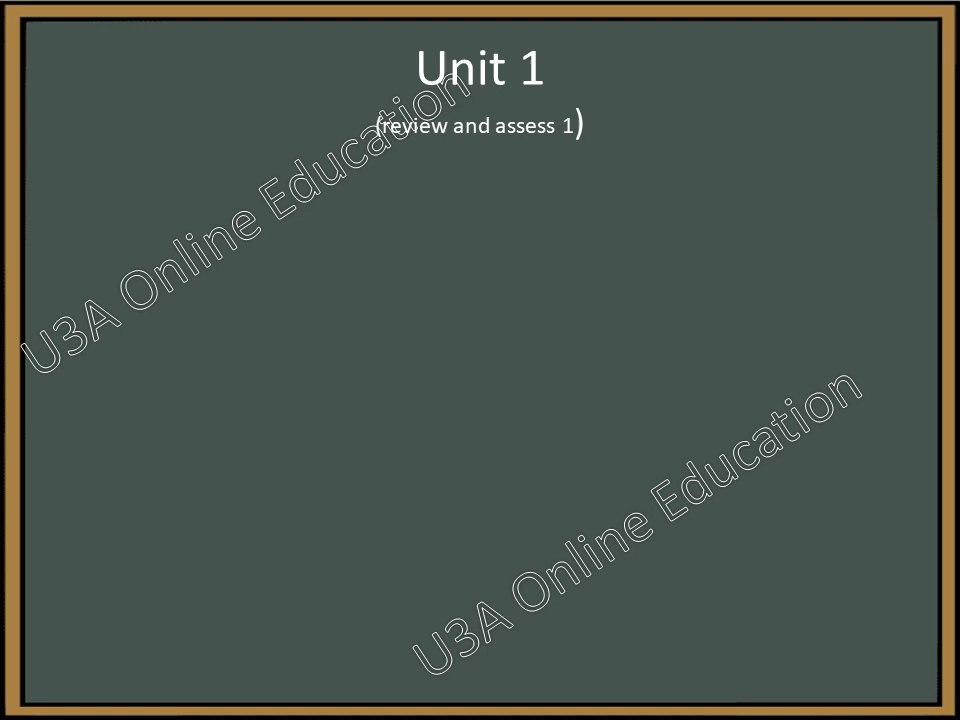 Unit 1
(review and assess 1)
U3A Online Education
U3A Online Education